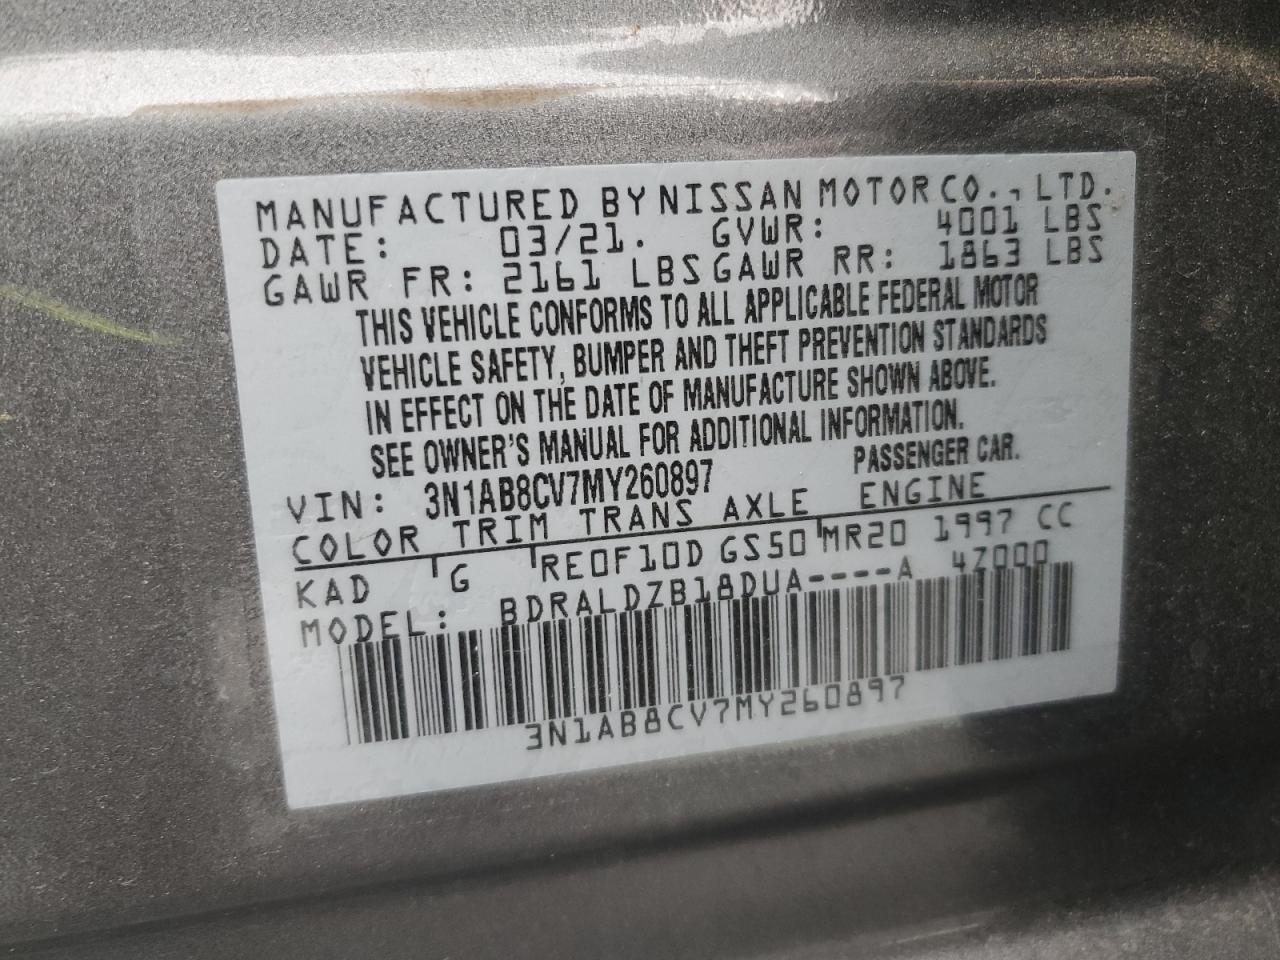 MANUFACTURED BY NISSAN MOTOR CO., LTD.
DATE: 03/21. GVWR: 4001 LBS
GAWR FR: 2161 LBS GAWR RR: 1863 LBS
THIS VEHICLE CONFORMS TO ALL APPLICABLE FEDERAL MOTOR
VEHICLE SAFETY, BUMPER AND THEFT PREVENTION STANDARDS
IN EFFECT ON THE DATE OF MANUFACTURE SHOWN ABOVE.
SEE OWNER'S MANUAL FOR ADDITIONAL INFORMATION.
VIN: 3N1AB8CV7MY260897 PASSENGER CAR.
COLOR TRIM TRANS AXLE ENGINE
KAD G RE0F10D GS50 MR20 1997 CC
MODEL: BDRALDZB18DUA----A 4Z000
3N1AB8CV7MY260897